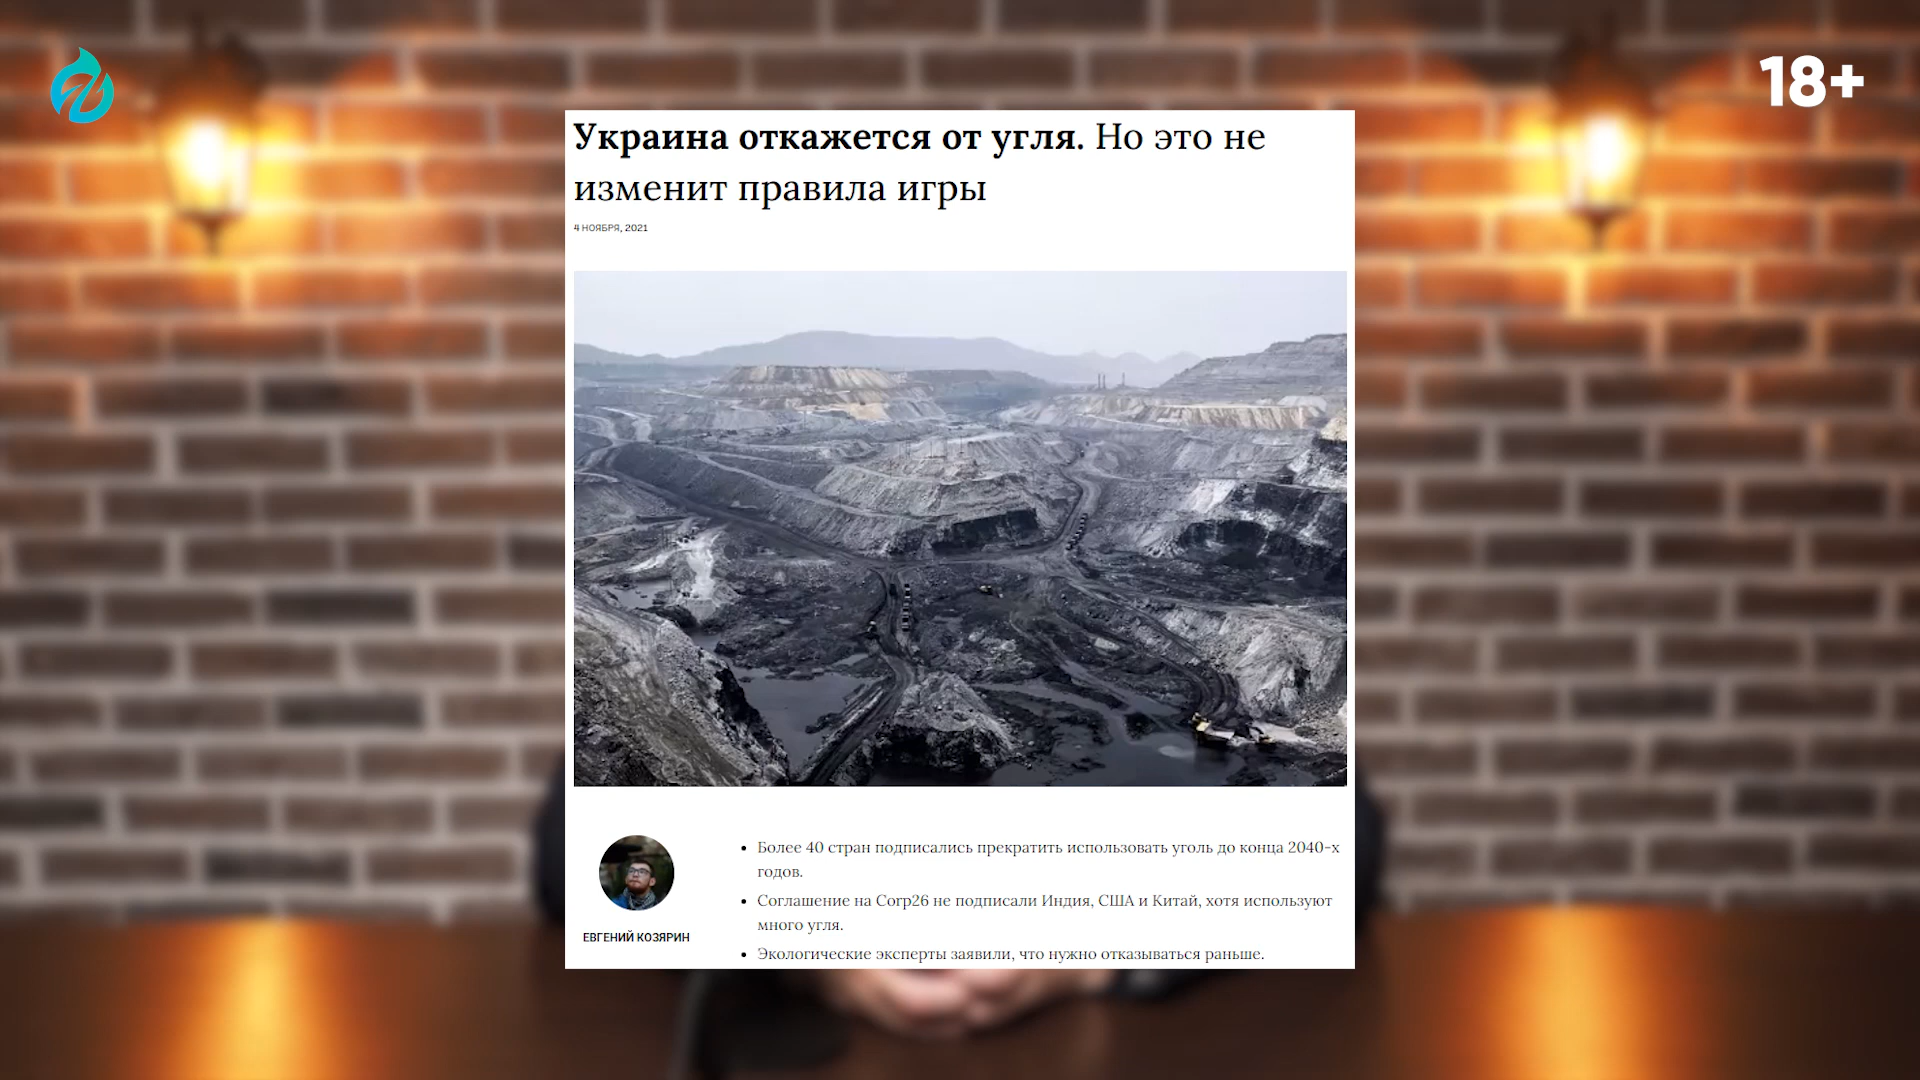 18+
Украина откажется от угля. Но это не
изменит правила игры
4 НОЯБРЯ, 2021
Более 40 стран подписались прекратить использовать уголь до конца 2040-х
годов.
Соглашение на Corp26 не подписали Индия, США и Китай, хотя используют
много угля.
Экологические эксперты заявили, что нужно отказываться раньше.
ЕВГЕНИЙ КОЗЯРИН